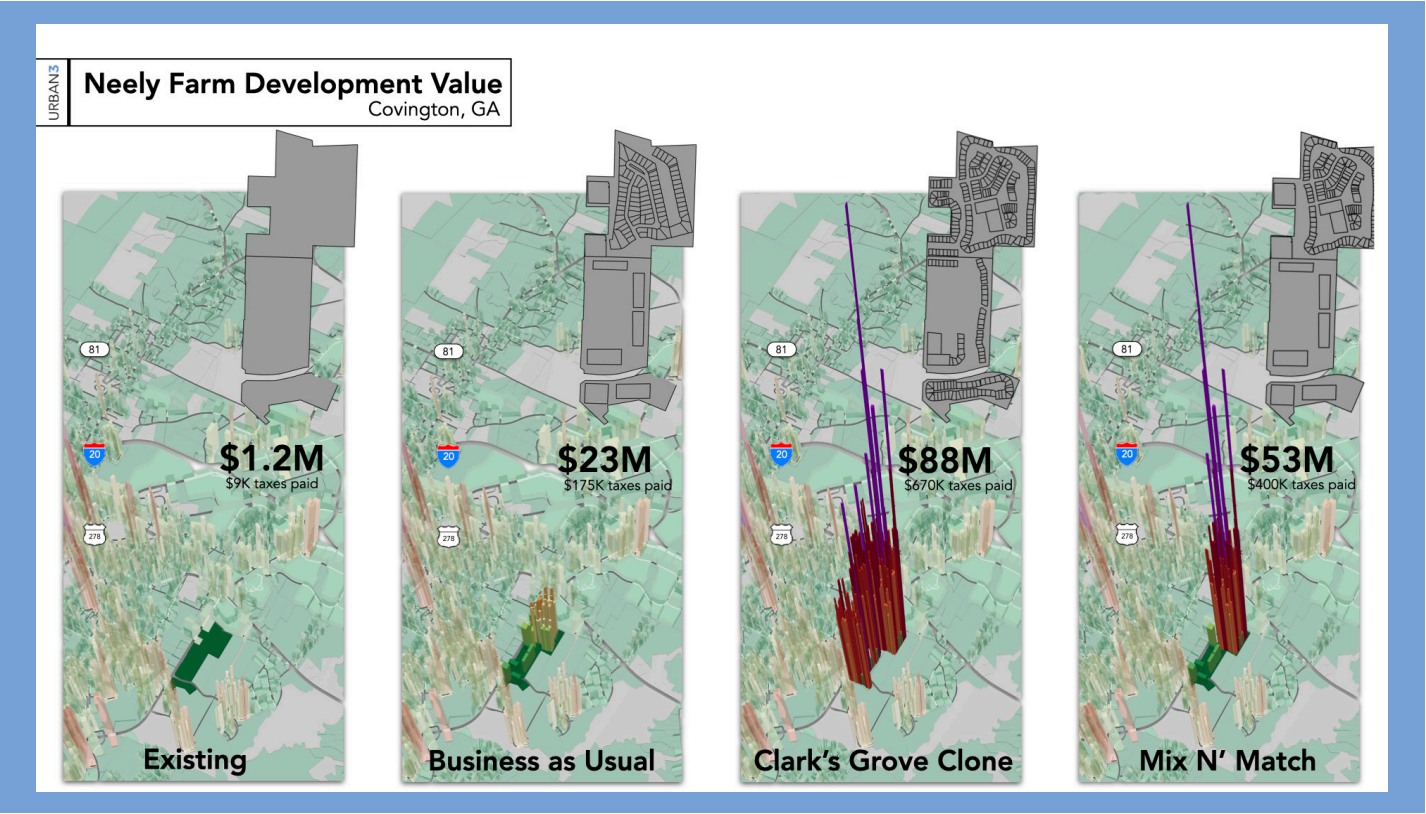 URBAN3
Neely Farm Development Value
Covington, GA
81
20
$1.2M
$9K taxes paid
278
Existing
81
20
$23M
$175K taxes paid
278
Business as Usual
81
20
$88M
$670K taxes paid
278
Clark's Grove Clone
81
20
$53M
$400K taxes paid
278
Mix N' Match